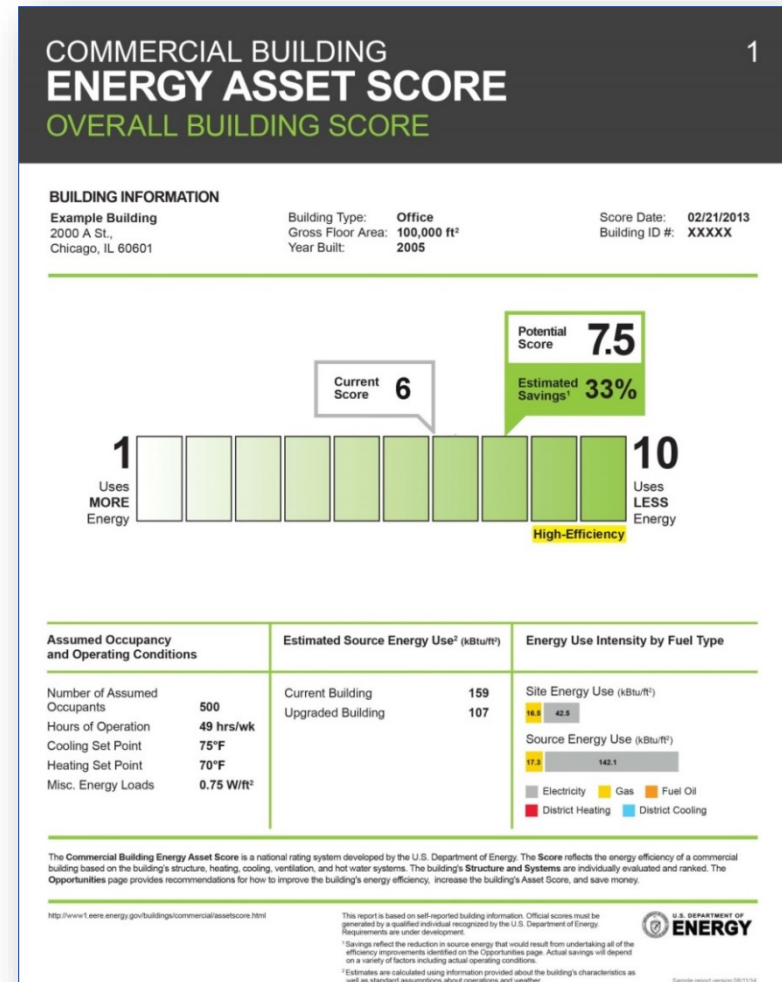 COMMERCIAL BUILDING
1
ENERGY ASSET SCORE
OVERALL BUILDING SCORE
BUILDING INFORMATION
Example Building
2000 A St.,
Chicago, IL 60601
Building Type: Office
Gross Floor Area: 100,000 ft²
Year Built: 2005
Score Date: 02/21/2013
Building ID #: XXXXX
Potential
Score 7.5
Estimated
Savings¹ 33%
Current
Score 6
1
Uses
MORE
Energy
10
Uses
LESS
Energy
High-Efficiency
Assumed Occupancy
and Operating Conditions
Number of Assumed
Occupants 500
Hours of Operation 49 hrs/wk
Cooling Set Point 75°F
Heating Set Point 70°F
Misc. Energy Loads 0.75 W/ft²
Estimated Source Energy Use² (kBtu/ft²)
Current Building 159
Upgraded Building 107
Energy Use Intensity by Fuel Type
Site Energy Use (kBtu/ft²)
16.5 42.5
Source Energy Use (kBtu/ft²)
17.3 142.1
Electricity Gas Fuel Oil
District Heating District Cooling
The Commercial Building Energy Asset Score is a national rating system developed by the U.S. Department of Energy. The Score reflects the energy efficiency of a commercial
building based on the building's structure, heating, cooling, ventilation, and hot water systems. The building's Structure and Systems are individually evaluated and ranked. The
Opportunities page provides recommendations for how to improve the building's energy efficiency, increase the building's Asset Score, and save money.
http://www1.eere.energy.gov/buildings/commercial/assetscore.html
This report is based on self-reported building information. Official scores must be
generated by a qualified individual recognized by the U.S. Department of Energy.
Requirements are under development.
¹ Savings reflect the reduction in source energy that would result from undertaking all of the
efficiency improvements identified on the Opportunities page. Actual savings will depend
on a variety of factors including actual operating conditions.
² Estimates are calculated using information provided about the building's characteristics as
well as standard assumptions about operations and weather.
U.S. DEPARTMENT OF
ENERGY
Sample report version 08/11/14